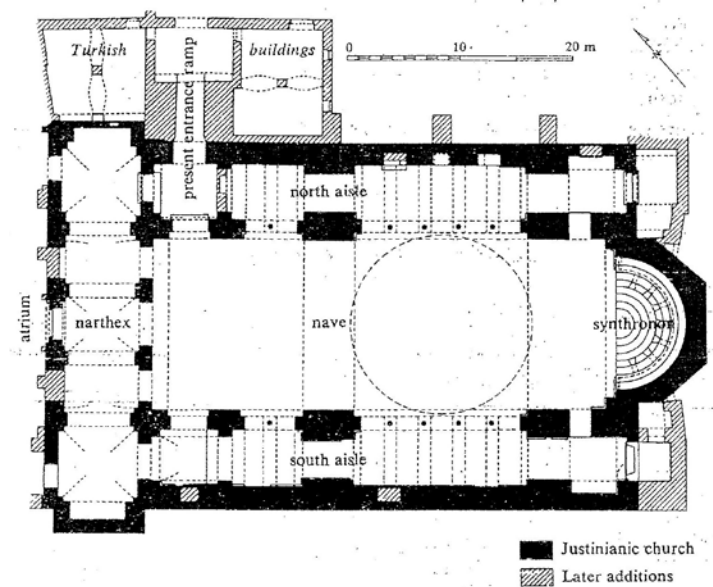 Turkish
buildings
0 10 20 m
present entrance ramp
north aisle
atrium
narthex
nave
synthronon
south aisle
Justinianic church
Later additions